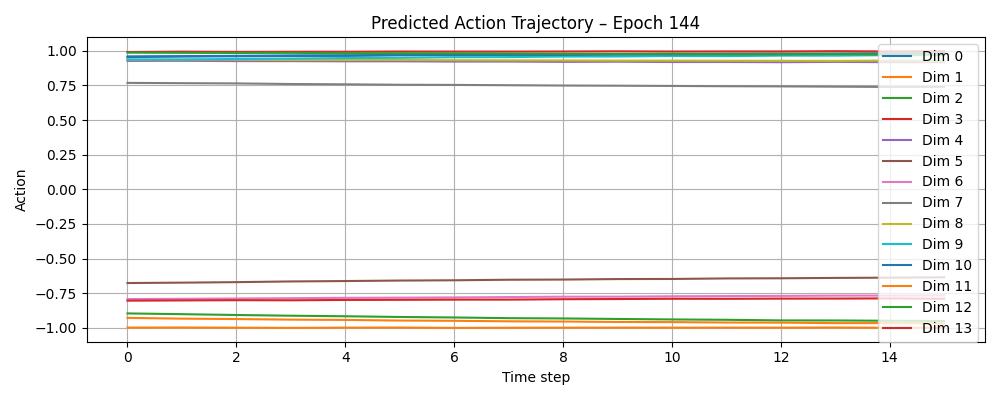 Predicted Action Trajectory – Epoch 144
Action
1.00
0.75
0.50
0.25
0.00
−0.25
−0.50
−0.75
−1.00
0 2 4 6 8 10 12 14
Time step
Dim 0
Dim 1
Dim 2
Dim 3
Dim 4
Dim 5
Dim 6
Dim 7
Dim 8
Dim 9
Dim 10
Dim 11
Dim 12
Dim 13